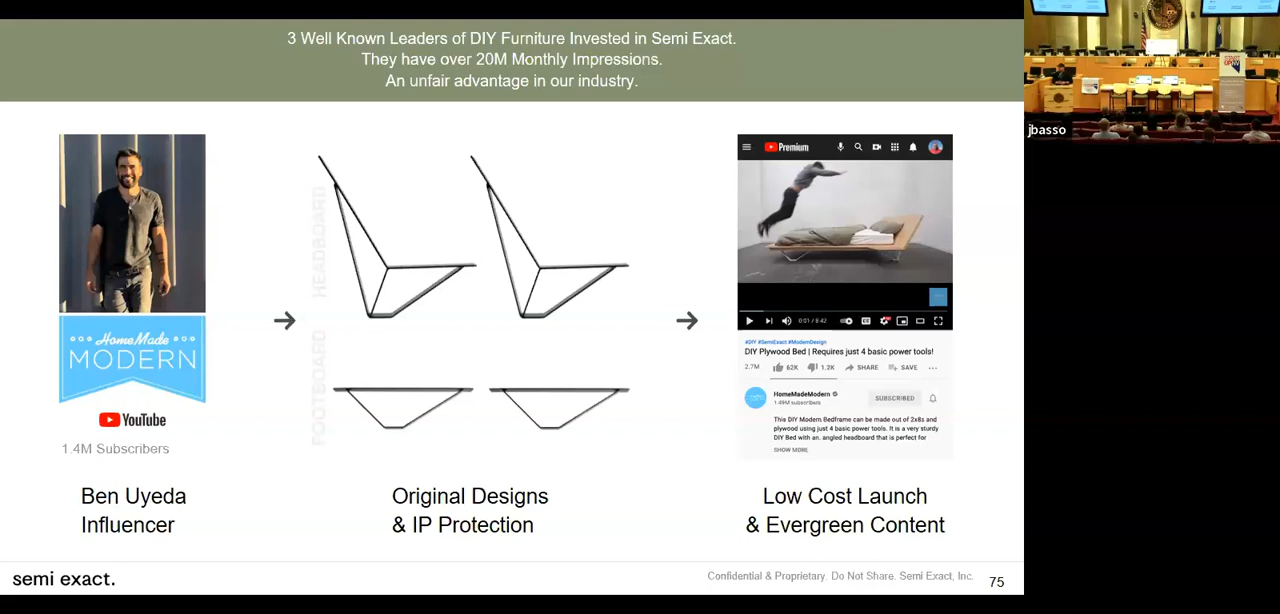 3 Well Known Leaders of DIY Furniture Invested in Semi Exact.
They have over 20M Monthly Impressions.
An unfair advantage in our industry.
HomeMade
MODERN
YouTube
1.4M Subscribers
Ben Uyeda
Influencer
HEADBOARD
FOOTBOARD
Original Designs
& IP Protection
Premium
0:01 / 8:42
#DIY #SemiExact #ModernDesign
DIY Plywood Bed | Requires just 4 basic power tools!
2.7M 62K 1.2K SHARE SAVE
HomeMadeModern
1.49M subscribers
SUBSCRIBED
This DIY Modern Bedframe can be made out of 2x8s and
plywood using just 4 basic power tools. It is a very sturdy
DIY Bed with an. angled headboard that is perfect for
SHOW MORE
Low Cost Launch
& Evergreen Content
semi exact.
Confidential & Proprietary. Do Not Share. Semi Exact, Inc.
75
jbasso